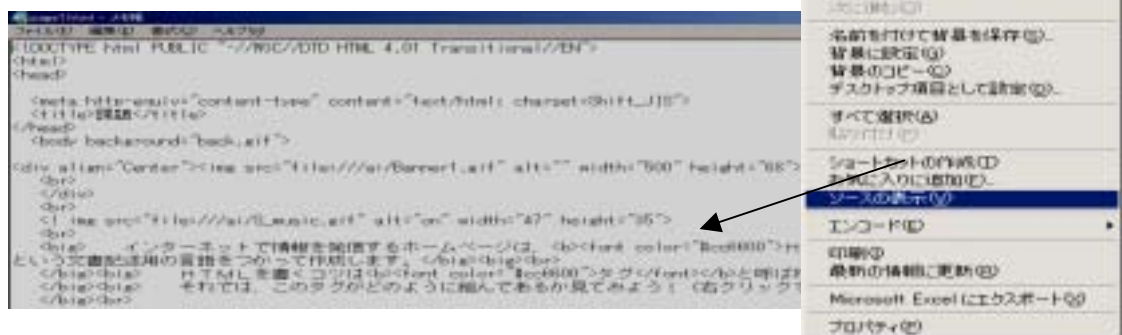 <!DOCTYPE html PUBLIC "-//W3C//DTD HTML 4.01 Transitional//EN">
<html>
<head>
<meta http-equiv="content-type" content="text/html; charset=Shift_JIS">
<title>課題</title>
</head>
<body background="back.gif">
<div align="Center"><img src="file:///a:/Banner1.gif" alt="" width="500" height="68">
<br>
</div>
<br>
<! img src="file:///a:/S_music.gif" alt="on" width="47" height="35">
<br>
<big> インターネットで情報を発信するホームページは、<b><font color="#cc6600">
という文書記述用の言語をつかって作成します。</big><big><br>
</big><big> HTMLを書くコツは<b><font color="#cc6600">タグ</font></b>と呼ばれ
</big><big> それでは、このタグがどのように組んであるか見てみよう!(右クリックで
</big><br>
名前を付けて背景を保存(S)...
背景に設定(G)
背景のコピー(C)
デスクトップ項目として設定(D)...
すべて選択(A)
貼り付け(P)
ショートカットの作成(T)
お気に入りに追加(F)...
ソースの表示(V)
エンコード(E)
印刷(I)
最新の情報に更新(R)
Microsoft Excel にエクスポート(X)
プロパティ(P)